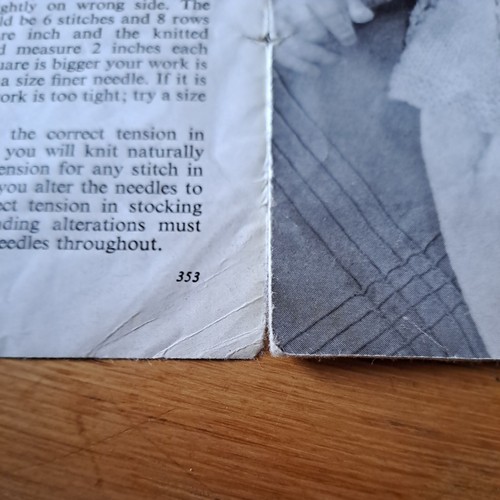 ghtly on wrong side. The
ld be 6 stitches and 8 rows
re inch and the knitted
d measure 2 inches each
uare is bigger your work is
a size finer needle. If it is
ork is too tight; try a size
the correct tension in
you will knit naturally
ension for any stitch in
you alter the needles to
ct tension in stocking
nding alterations must
eedles throughout.
353